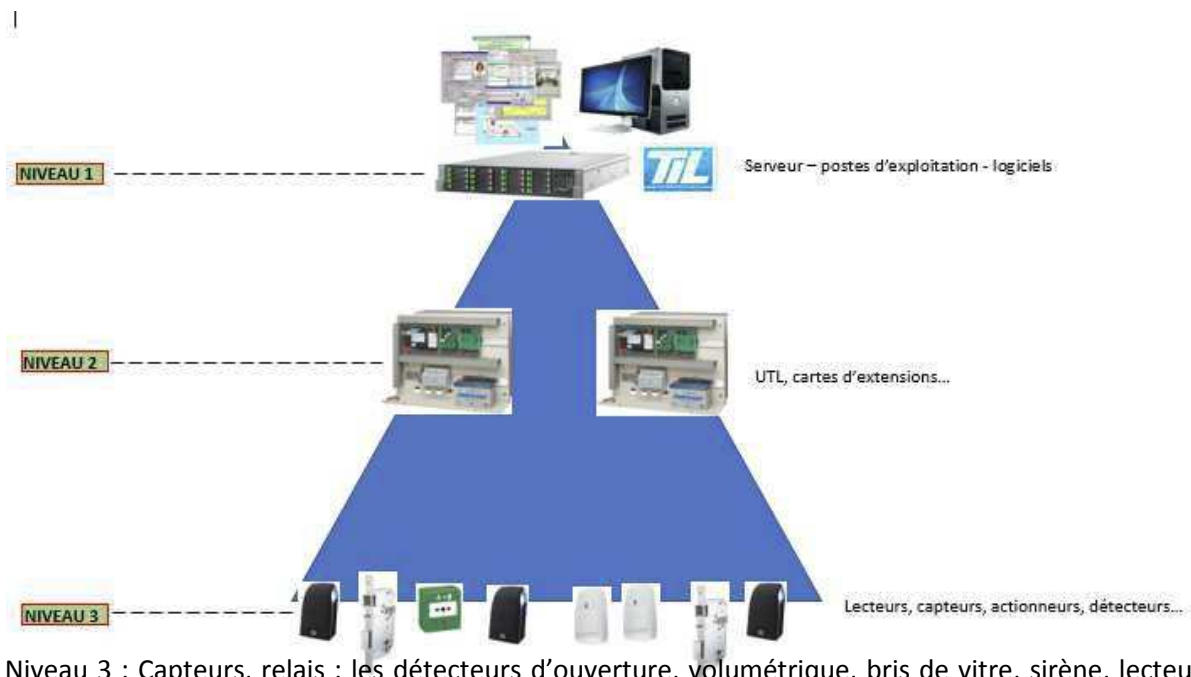 NIVEAU 1
TiL
Serveur – postes d'exploitation - logiciels
NIVEAU 2
UTL, cartes d'extensions...
NIVEAU 3
Lecteurs, capteurs, actionneurs, détecteurs...
Niveau 3 : Capteurs, relais : les détecteurs d'ouverture, volumétrique, bris de vitre, sirène,